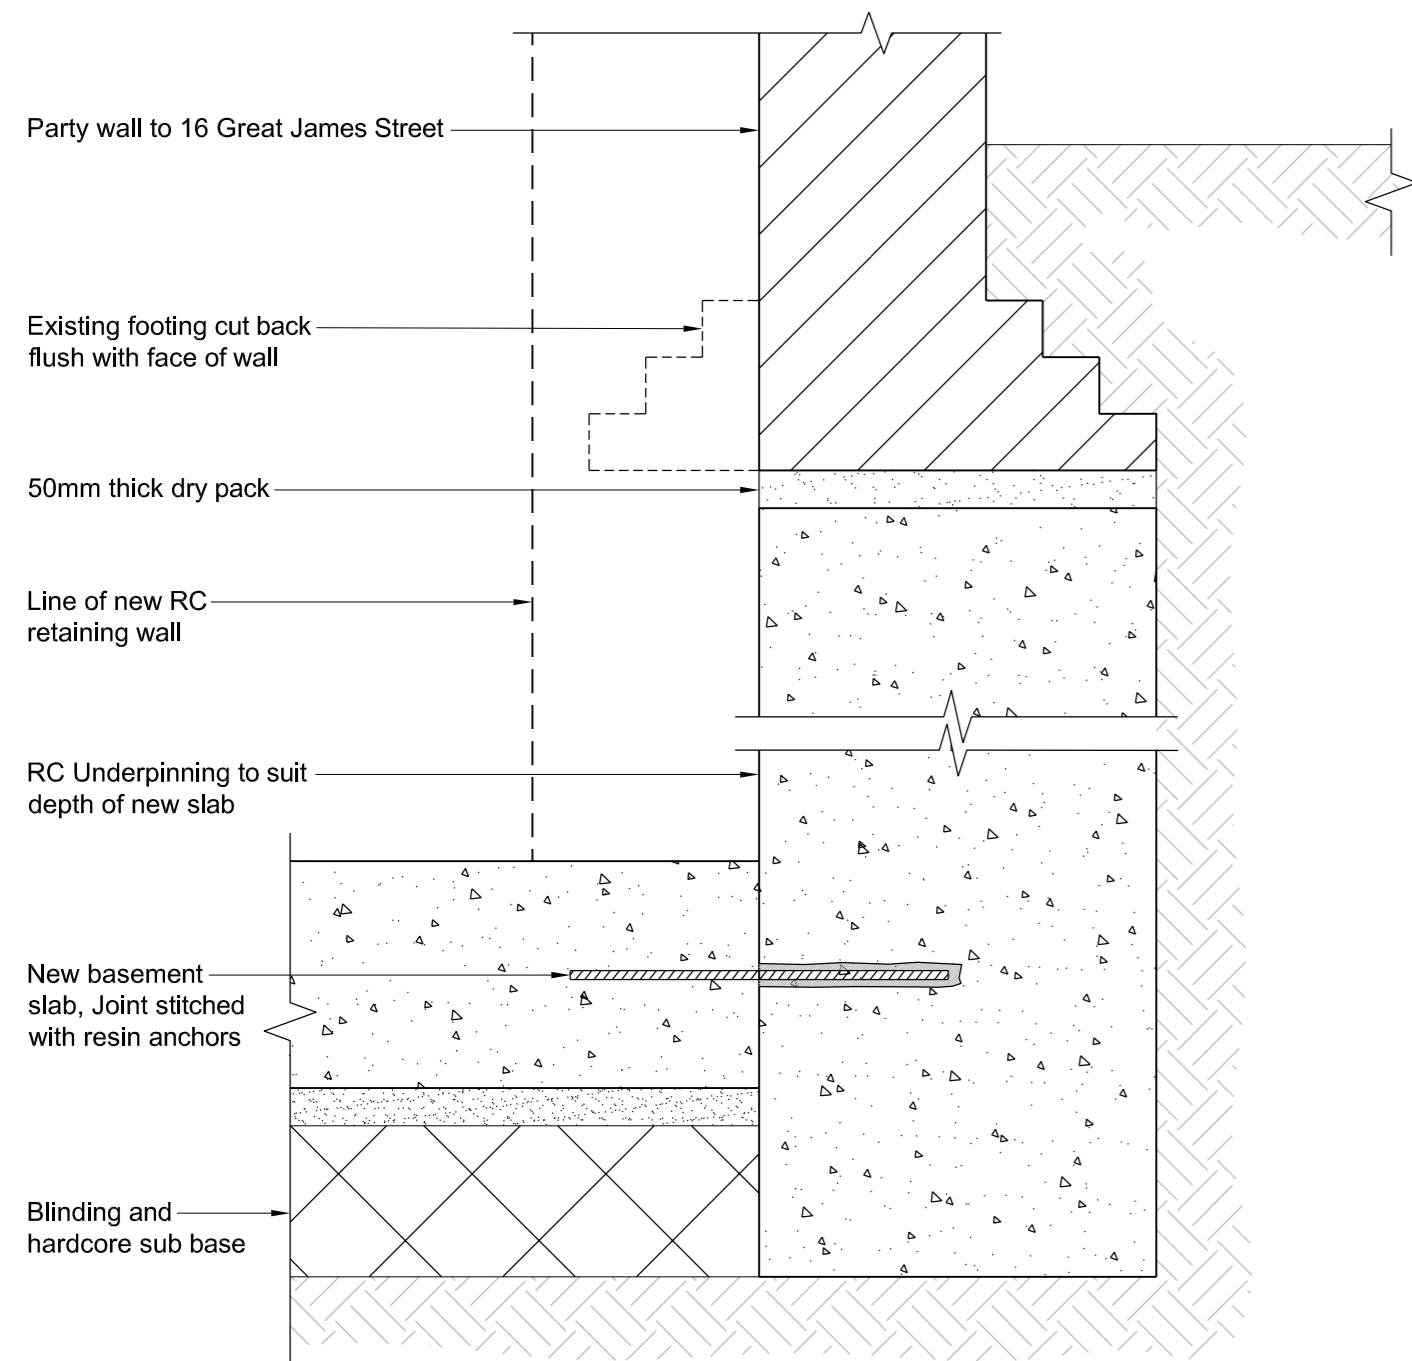 Party wall to 16 Great James Street
Existing footing cut back
flush with face of wall
50mm thick dry pack
Line of new RC
retaining wall
RC Underpinning to suit
depth of new slab
New basement
slab, Joint stitched
with resin anchors
Blinding and
hardcore sub base